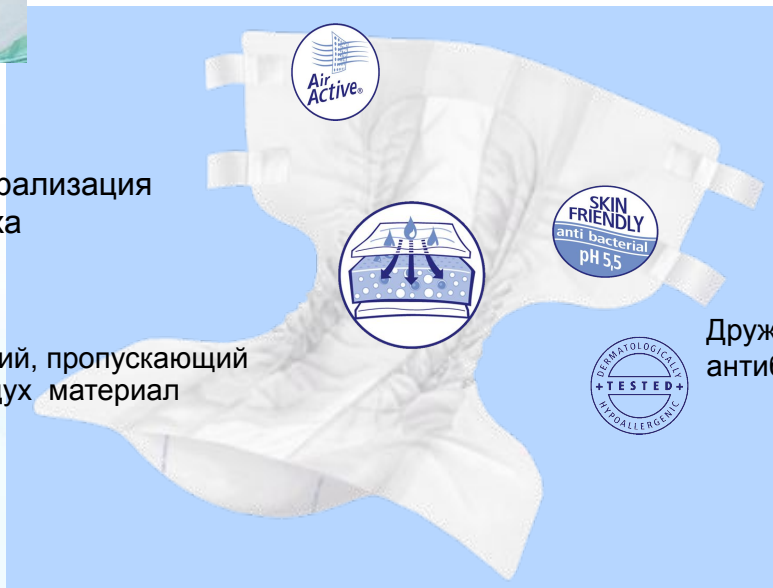 Air
Active®
рализация
ка
SKIN
FRIENDLY
anti bacterial
pH 5,5
ий, пропускающий
дух материал
Друж
антиб
DERMATOLOGICALLY
+TESTED+
HYPOALLERGENIC